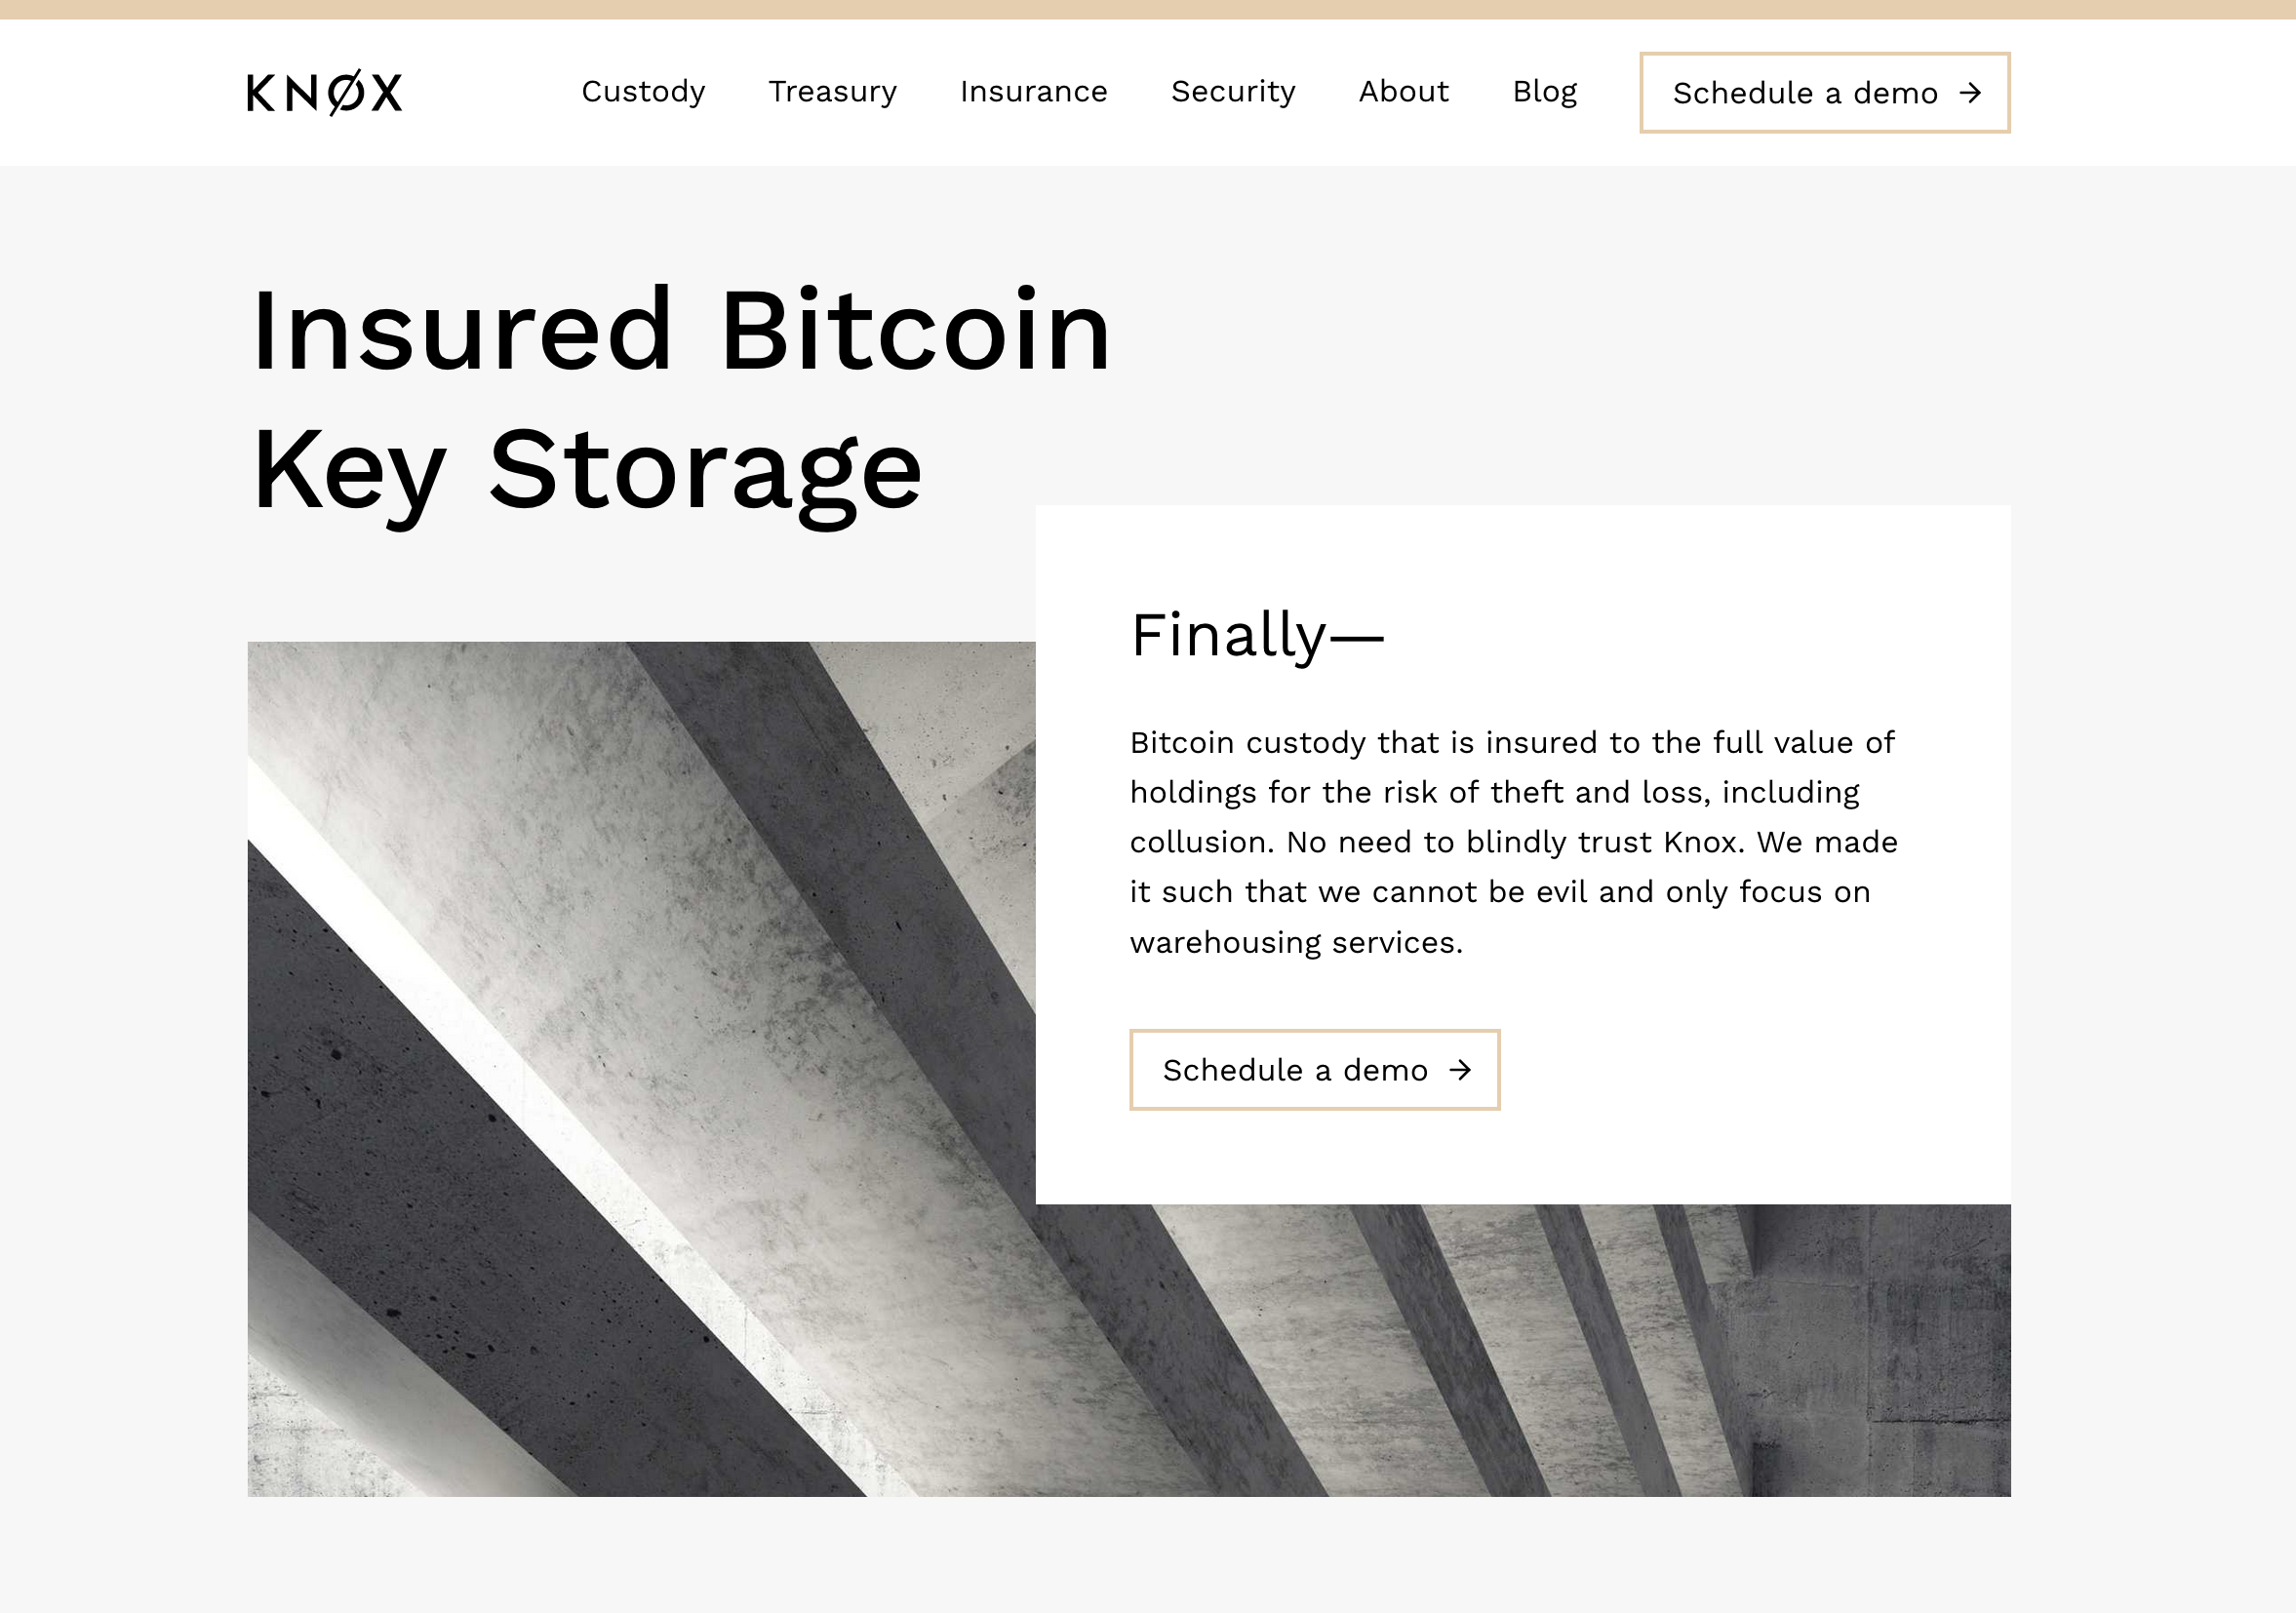 KNØX
Custody
Treasury
Insurance
Security
About
Blog
Schedule a demo →
Insured Bitcoin
Key Storage
Finally—
Bitcoin custody that is insured to the full value of
holdings for the risk of theft and loss, including
collusion. No need to blindly trust Knox. We made
it such that we cannot be evil and only focus on
warehousing services.
Schedule a demo →